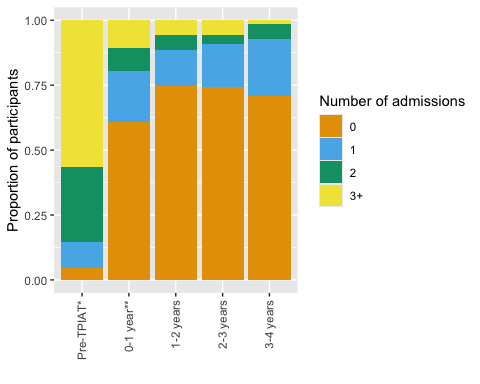 Proportion of participants
1.00
0.75
0.50
0.25
0.00
Pre-TPIAT*
0-1 year**
1-2 years
2-3 years
3-4 years
Number of admissions
0
1
2
3+